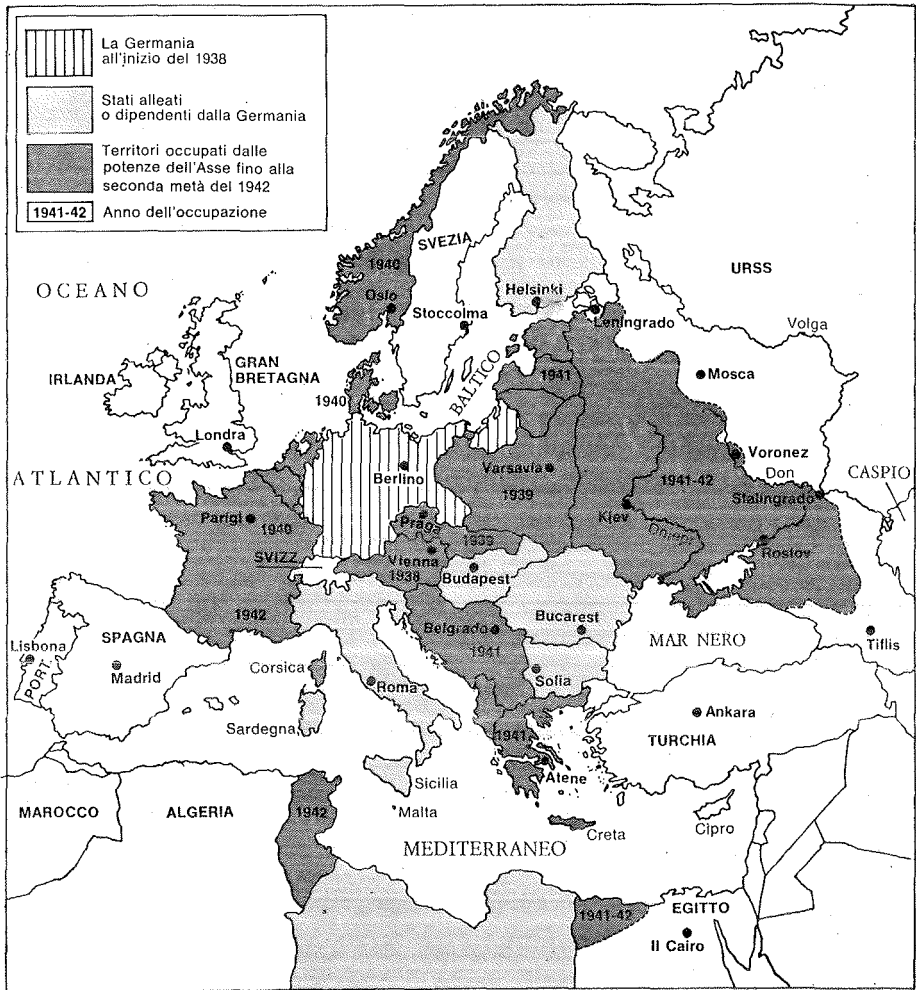 La Germania
all'inizio del 1938
Stati alleati
o dipendenti dalla Germania
Territori occupati dalle
potenze dell'Asse fino alla
seconda metà del 1942
1941-42 Anno dell'occupazione
SVEZIA
1940
Oslo
Stoccolma
Helsinki
Leningrado
URSS
Volga
OCEANO
IRLANDA
GRAN
BRETAGNA
1940
BALTICO
1941
Mosca
Londra
ATLANTICO
Berlino
Varsavia
1939
1941-42
Voronez
Don
Stalingrado
CASPIO
Parigi
1940
Praga
Kiev
Dniepr
Rostov
SVIZZ.
Vienna
1938
Budapest
1942
Belgrado
1941
Bucarest
MAR NERO
Tiflis
Lisbona
PORT.
SPAGNA
Madrid
Corsica
Roma
Sofia
Sardegna
Ankara
TURCHIA
1941
Atene
Sicilia
Malta
Creta
Cipro
MAROCCO
ALGERIA
1942
MEDITERRANEO
1941-42
EGITTO
Il Cairo